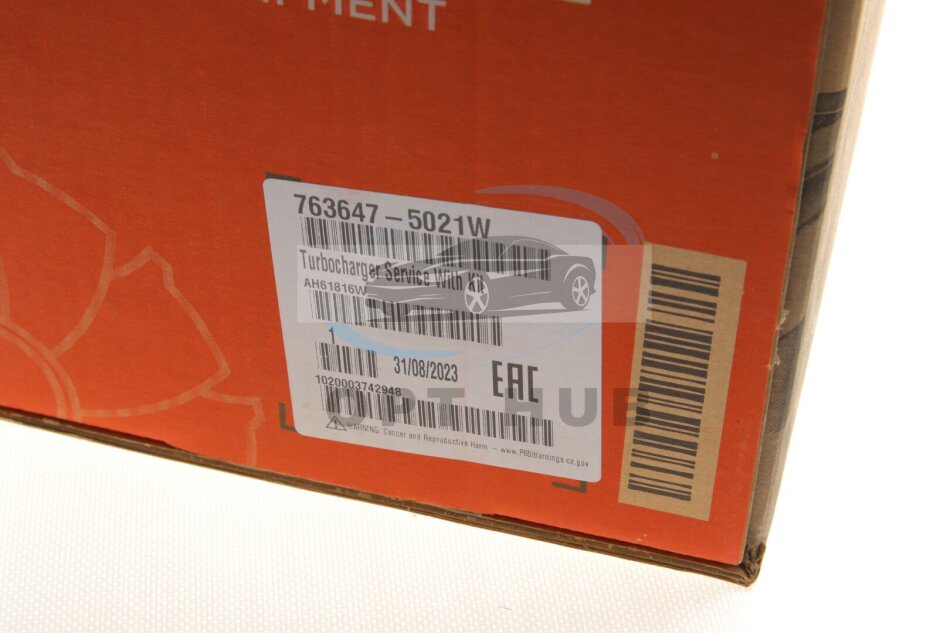 IPMENT
763647-5021W
Turbocharger Service With Kit
AH61816W
1
31/08/2023
EAC
1020003742948
OPT HUB
WARNING: Cancer and Reproductive Harm - www.P65Warnings.ca.gov